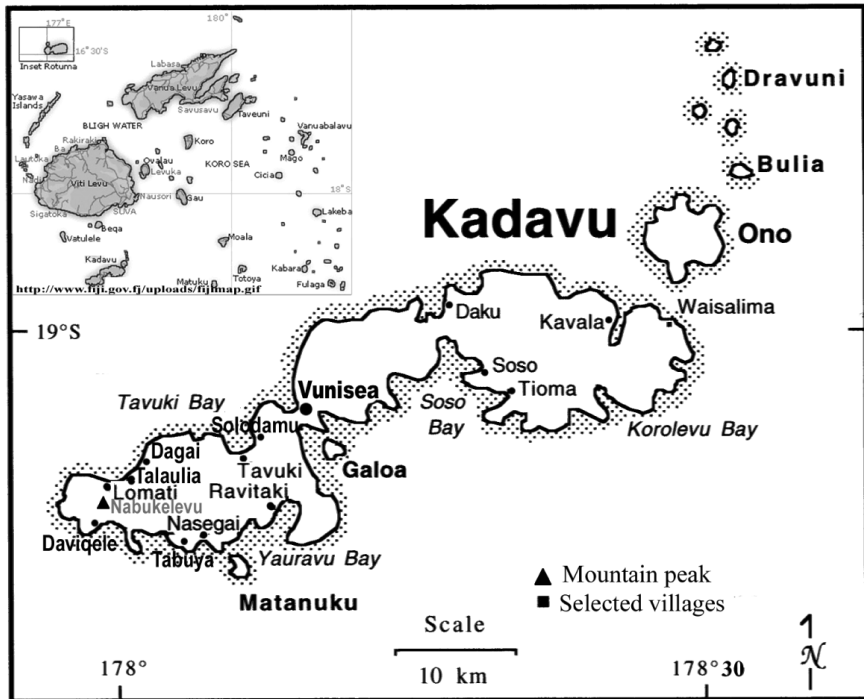 177°E
180°
16°30'S
Inset Rotuma
Labasa
Vanua Levu
Savusavu
Taveuni
Yasawa
Islands
BLIGH WATER
Rakiraki
Ba
Koro
Vanuabalavu
Lautoka
Ovalau
Levuka
KORO SEA
Mago
Nadi
Viti Levu
Cicia
Nausori
Gau
18°S
Sigatoka
SUVA
Beqa
Lakeba
Vatulele
Moala
Kadavu
Totoya
Kabara
Matuku
Fulaga
http://www.fiji.gov.fj/uploads/fijimap.gif
Dravuni
Bulia
Kadavu
Ono
19°S
Daku
Kavala
Waisalima
Soso
Tioma
Vunisea
Tavuki Bay
Soso
Bay
Korolevu Bay
Solodamu
Galoa
Dagai
Talaulia
Tavuki
Lomati
Ravitaki
Nabukelevu
Nasegai
Daviqele
Tabuya
Yauravu Bay
Matanuku
Mountain peak
Selected villages
Scale
10 km
N
178°
178°30